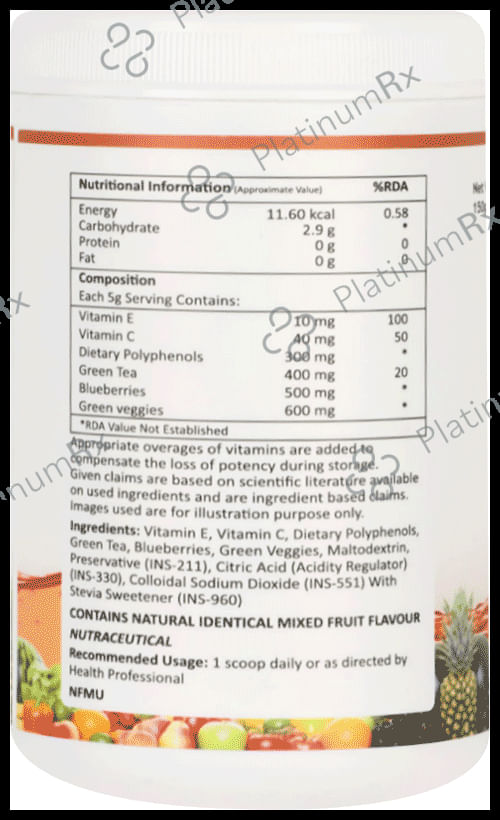 PlatinumRx
PlatinumRx
Nutritional Information (Approximate Value) %RDA
Energy 11.60 kcal 0.58
Carbohydrate 2.9 g *
Protein 0 g 0
Fat 0 g 0
Composition
Each 5g Serving Contains:
Vitamin E 10 mg 100
Vitamin C 40 mg 50
Dietary Polyphenols 300 mg *
Green Tea 400 mg 20
Blueberries 500 mg *
Green veggies 600 mg *
*RDA Value Not Established
Appropriate overages of vitamins are added to
compensate the loss of potency during storage.
Given claims are based on scientific literature available
on used ingredients and are ingredient based claims.
Images used are for illustration purpose only.
Ingredients: Vitamin E, Vitamin C, Dietary Polyphenols,
Green Tea, Blueberries, Green Veggies, Maltodextrin,
Preservative (INS-211), Citric Acid (Acidity Regulator)
(INS-330), Colloidal Sodium Dioxide (INS-551) With
Stevia Sweetener (INS-960)
CONTAINS NATURAL IDENTICAL MIXED FRUIT FLAVOUR
NUTRACEUTICAL
Recommended Usage: 1 scoop daily or as directed by
Health Professional
NFMU
Net
150g
PlatinumRx